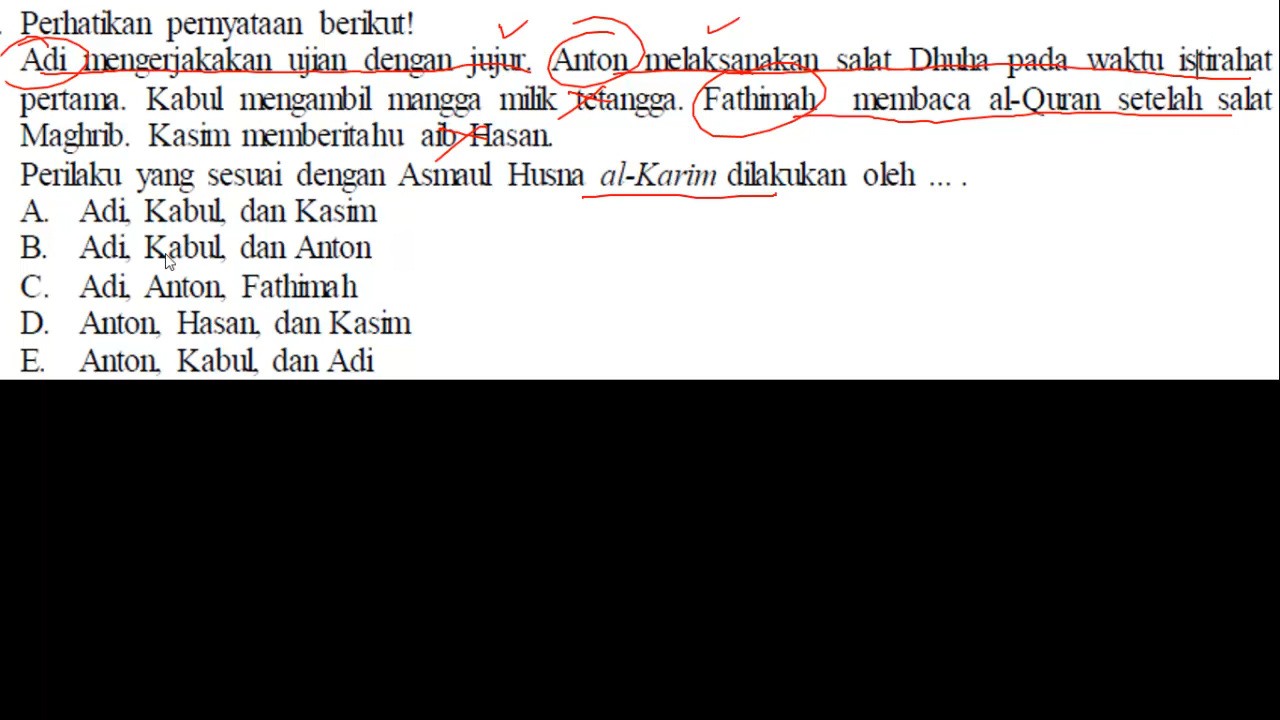 . Perhatikan pernyataan berikut!
Adi mengerjakakan ujian dengan jujur. Anton melaksanakan salat Dhuha pada waktu istirahat
pertama. Kabul mengambil mangga milik tetangga. Fathimah membaca al-Quran setelah salat
Maghrib. Kasim memberitahu aib Hasan.
Perilaku yang sesuai dengan Asmaul Husna al-Karim dilakukan oleh ... .
A. Adi, Kabul, dan Kasim
B. Adi, Kabul, dan Anton
C. Adi, Anton, Fathimah
D. Anton, Hasan, dan Kasim
E. Anton, Kabul, dan Adi